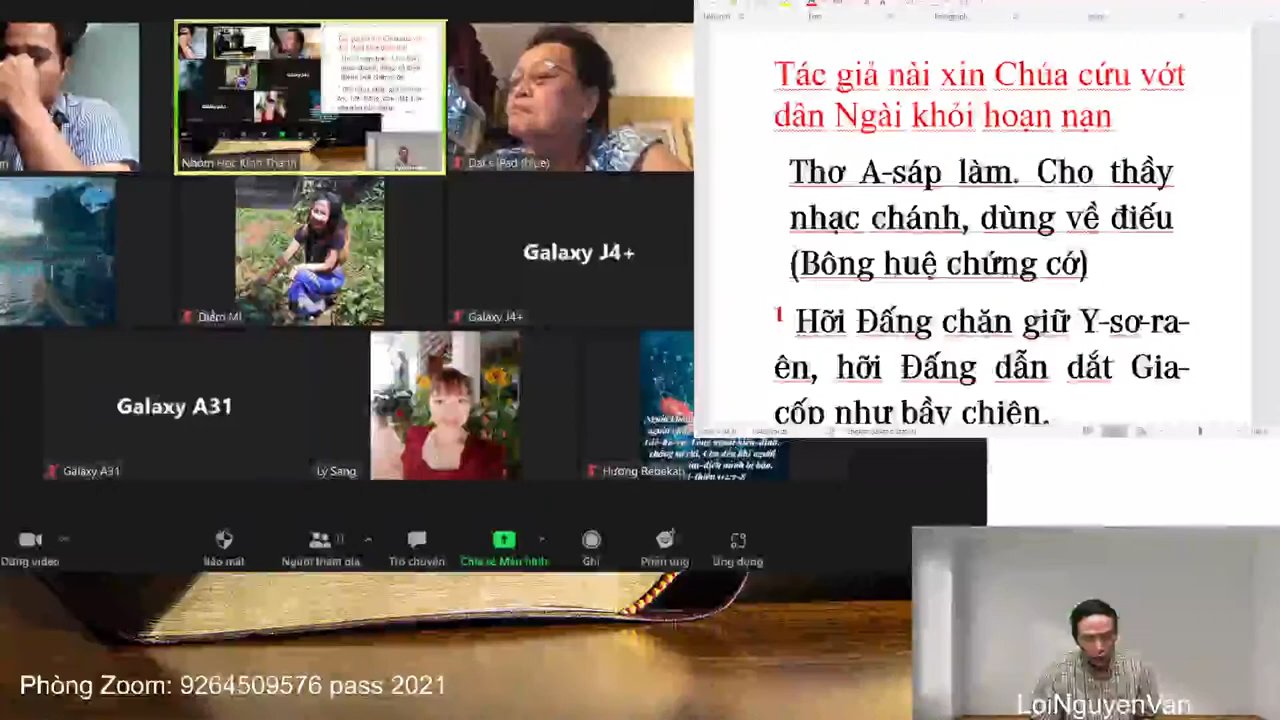 Tác giả nài xin Chúa cứu vớt
dân Ngài khỏi hoạn nạn
Thơ A-sáp làm. Cho thầy
nhạc chánh, dùng về điếu
(Bông huệ chứng cớ)
1 Hỡi Đấng chăn giữ Y-sơ-ra-
ên, hỡi Đấng dẫn dắt Gia-
cốp như bầy chiên.
Nhóm Học Kinh Thánh
Diễm Mi
Galaxy J4+
Galaxy J4+
Galaxy A31
Galaxy A31
Ly Sang
Hương Rebekah
Dừng video
Bảo mật
Người tham gia
11
Trò chuyện
Chia sẻ Màn hình
Ghi
Phản ứng
Ứng dụng
Phòng Zoom: 9264509576 pass 2021
LoiNguyenVan